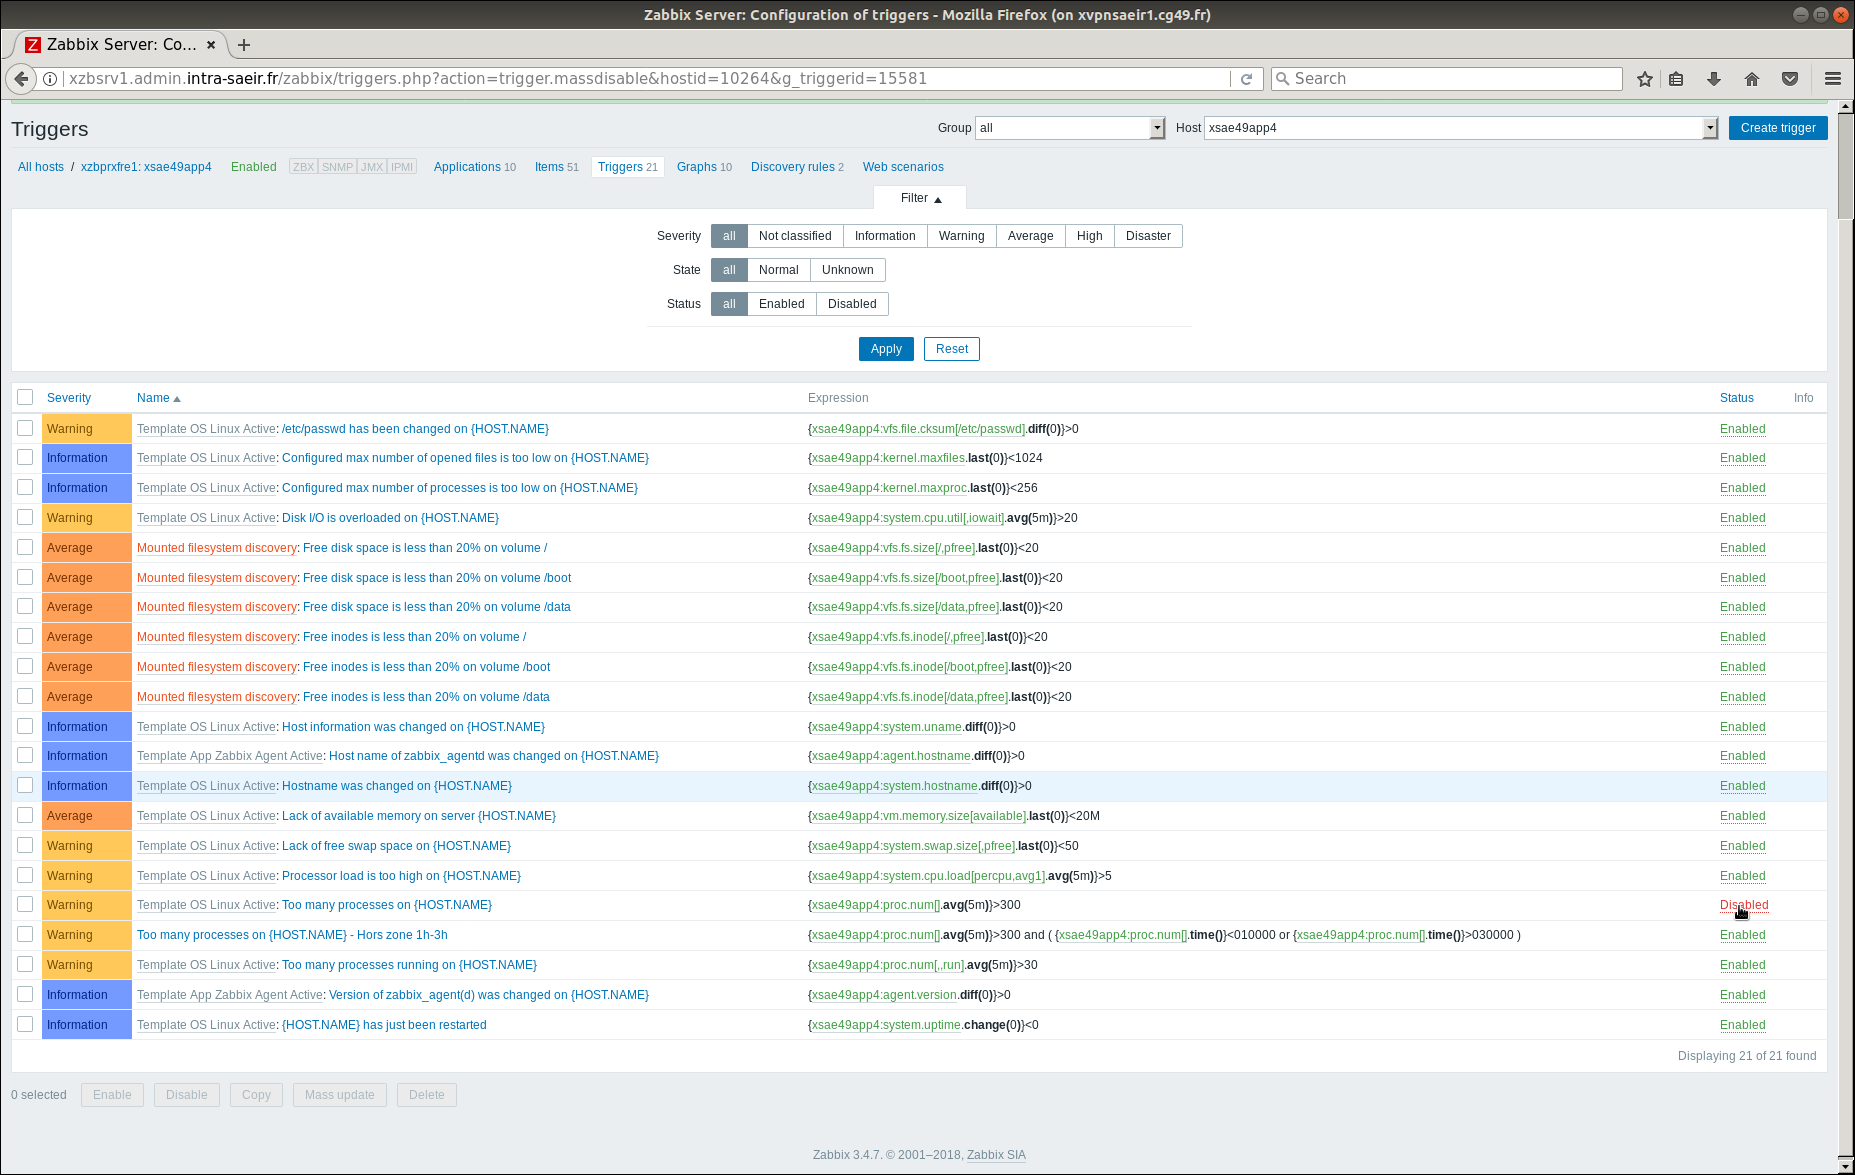 Zabbix Server: Configuration of triggers - Mozilla Firefox (on xvpnsaeir1.cg49.fr)
Zabbix Server: Co...
xzbsrv1.admin.intra-saeir.fr/zabbix/triggers.php?action=trigger.massdisable&hostid=10264&g_triggerid=15581
Search
Triggers
Group all Host xsae49app4 Create trigger
All hosts / xzbprxfre1: xsae49app4 Enabled ZBX SNMP JMX IPMI Applications 10 Items 51 Triggers 21 Graphs 10 Discovery rules 2 Web scenarios
Filter
Severity all Not classified Information Warning Average High Disaster
State all Normal Unknown
Status all Enabled Disabled
Apply Reset
Severity Name Expression Status Info
Warning Template OS Linux Active: /etc/passwd has been changed on {HOST.NAME} {xsae49app4:vfs.file.cksum[/etc/passwd].diff(0)}>0 Enabled
Information Template OS Linux Active: Configured max number of opened files is too low on {HOST.NAME} {xsae49app4:kernel.maxfiles.last(0)}<1024 Enabled
Information Template OS Linux Active: Configured max number of processes is too low on {HOST.NAME} {xsae49app4:kernel.maxproc.last(0)}<256 Enabled
Warning Template OS Linux Active: Disk I/O is overloaded on {HOST.NAME} {xsae49app4:system.cpu.util[,iowait].avg(5m)}>20 Enabled
Average Mounted filesystem discovery: Free disk space is less than 20% on volume / {xsae49app4:vfs.fs.size[/,pfree].last(0)}<20 Enabled
Average Mounted filesystem discovery: Free disk space is less than 20% on volume /boot {xsae49app4:vfs.fs.size[/boot,pfree].last(0)}<20 Enabled
Average Mounted filesystem discovery: Free disk space is less than 20% on volume /data {xsae49app4:vfs.fs.size[/data,pfree].last(0)}<20 Enabled
Average Mounted filesystem discovery: Free inodes is less than 20% on volume / {xsae49app4:vfs.fs.inode[/,pfree].last(0)}<20 Enabled
Average Mounted filesystem discovery: Free inodes is less than 20% on volume /boot {xsae49app4:vfs.fs.inode[/boot,pfree].last(0)}<20 Enabled
Average Mounted filesystem discovery: Free inodes is less than 20% on volume /data {xsae49app4:vfs.fs.inode[/data,pfree].last(0)}<20 Enabled
Information Template OS Linux Active: Host information was changed on {HOST.NAME} {xsae49app4:system.uname.diff(0)}>0 Enabled
Information Template App Zabbix Agent Active: Host name of zabbix_agentd was changed on {HOST.NAME} {xsae49app4:agent.hostname.diff(0)}>0 Enabled
Information Template OS Linux Active: Hostname was changed on {HOST.NAME} {xsae49app4:system.hostname.diff(0)}>0 Enabled
Average Template OS Linux Active: Lack of available memory on server {HOST.NAME} {xsae49app4:vm.memory.size[available].last(0)}<20M Enabled
Warning Template OS Linux Active: Lack of free swap space on {HOST.NAME} {xsae49app4:system.swap.size[,pfree].last(0)}<50 Enabled
Warning Template OS Linux Active: Processor load is too high on {HOST.NAME} {xsae49app4:system.cpu.load[percpu,avg1].avg(5m)}>5 Enabled
Warning Template OS Linux Active: Too many processes on {HOST.NAME} {xsae49app4:proc.num[].avg(5m)}>300 Disabled
Warning Too many processes on {HOST.NAME} - Hors zone 1h-3h {xsae49app4:proc.num[].avg(5m)}>300 and ( {xsae49app4:proc.num[].time()}<010000 or {xsae49app4:proc.num[].time()}>030000 ) Enabled
Warning Template OS Linux Active: Too many processes running on {HOST.NAME} {xsae49app4:proc.num[,,run].avg(5m)}>30 Enabled
Information Template App Zabbix Agent Active: Version of zabbix_agent(d) was changed on {HOST.NAME} {xsae49app4:agent.version.diff(0)}>0 Enabled
Information Template OS Linux Active: {HOST.NAME} has just been restarted {xsae49app4:system.uptime.change(0)}<0 Enabled
Displaying 21 of 21 found
0 selected Enable Disable Copy Mass update Delete
Zabbix 3.4.7. © 2001–2018, Zabbix SIA